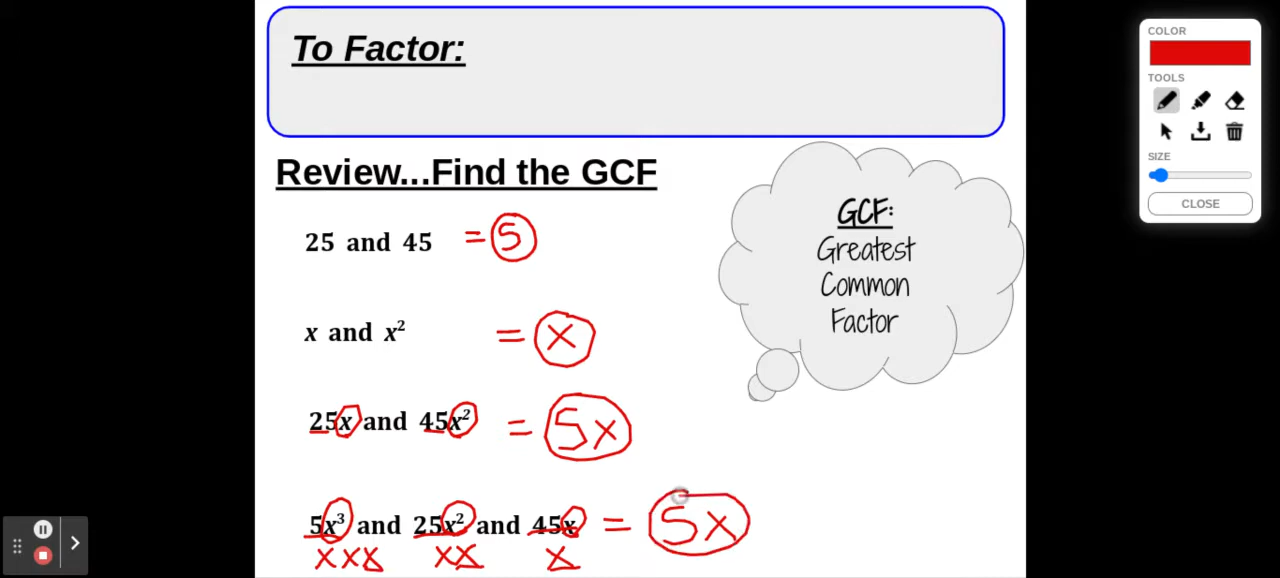 To Factor:
Review...Find the GCF
25 and 45 = 5
x and x² = x
25x and 45x² = 5x
5x³ and 25x² and 45x = 5x
xxx xx x
GCF:
Greatest
Common
Factor
COLOR
TOOLS
SIZE
CLOSE